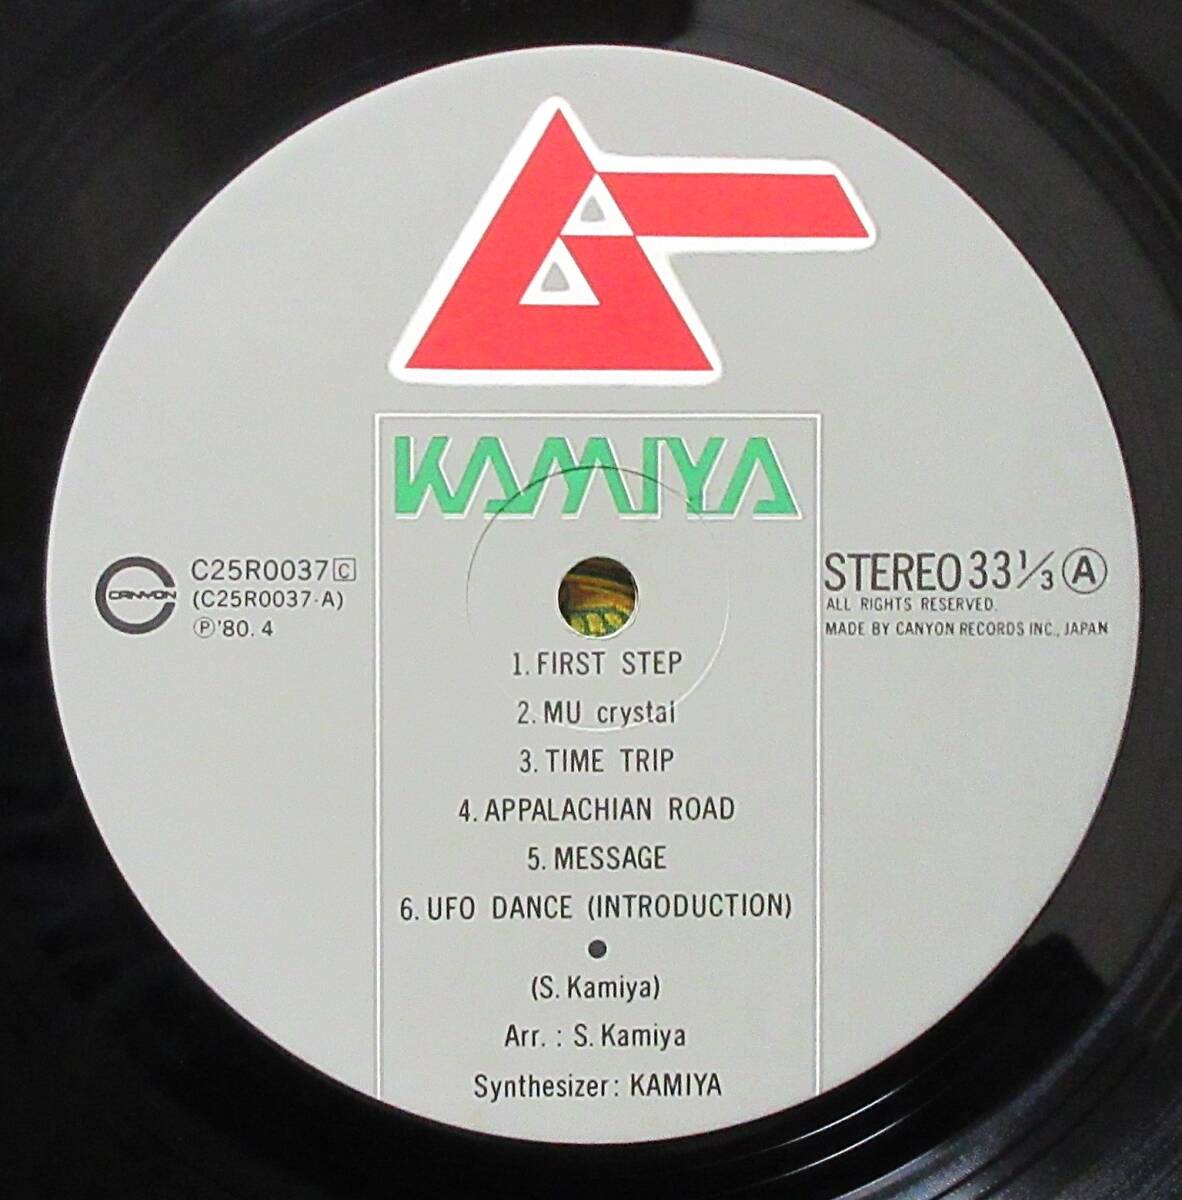 KAMIYA
CANYON
C25R0037 C
(C25R0037-A)
Ⓟ'80.4
STEREO 33⅓ Ⓐ
ALL RIGHTS RESERVED.
MADE BY CANYON RECORDS INC., JAPAN
1. FIRST STEP
2. MU crystal
3. TIME TRIP
4. APPALACHIAN ROAD
5. MESSAGE
6. UFO DANCE (INTRODUCTION)
●
(S. Kamiya)
Arr. : S. Kamiya
Synthesizer : KAMIYA